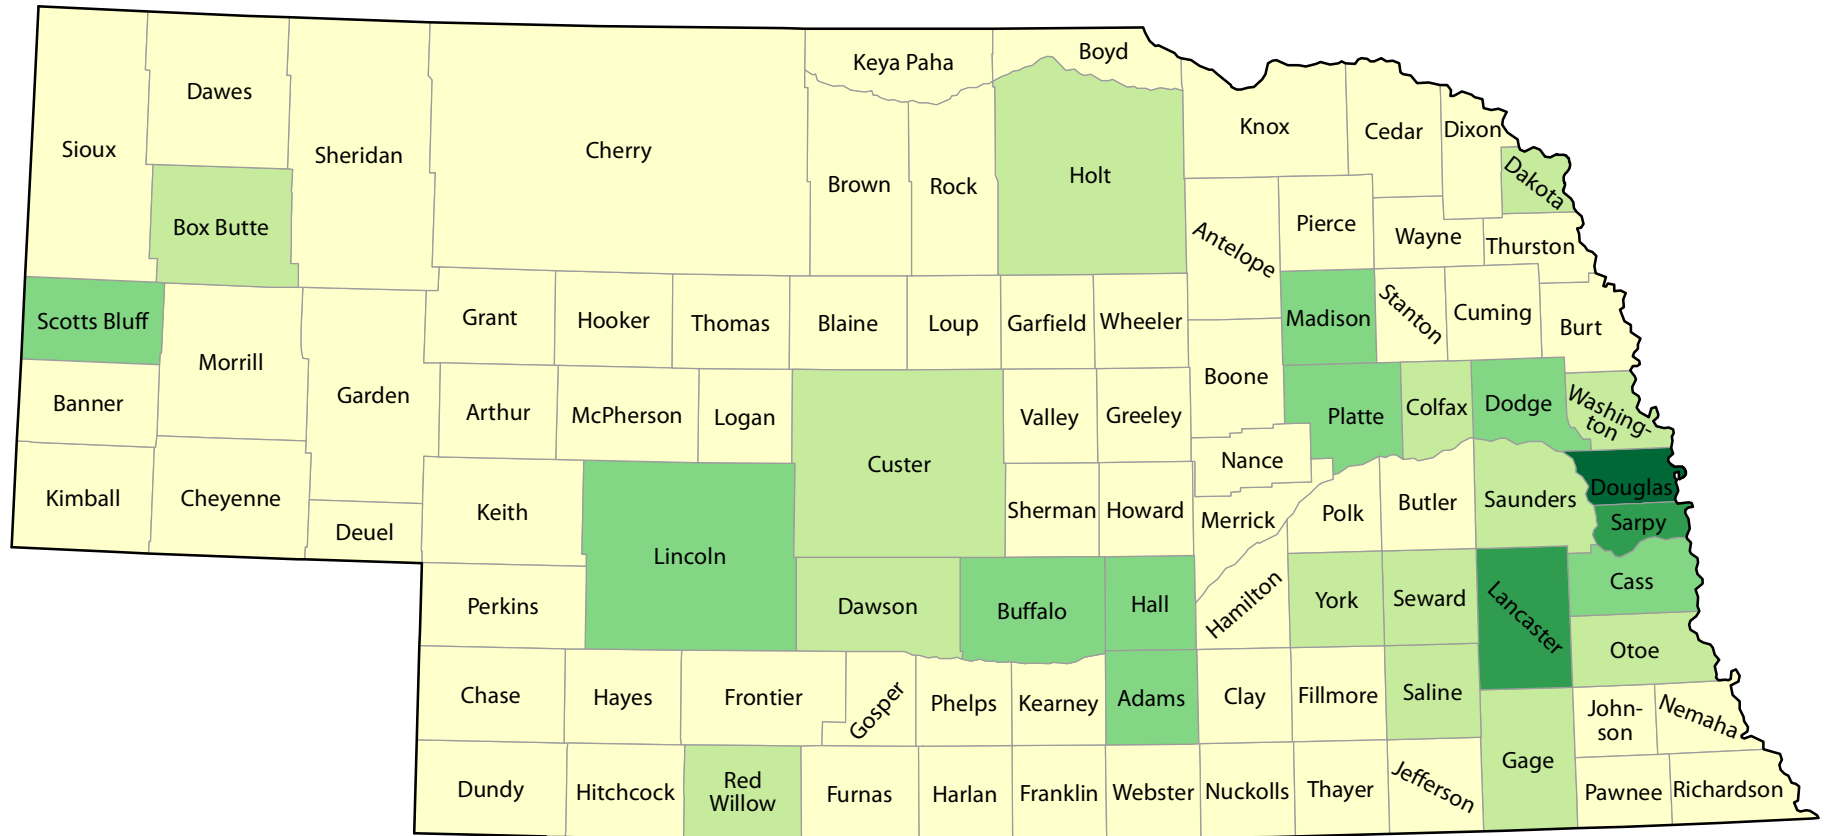 Boyd
Keya Paha
Dawes
Knox
Cedar
Dixon
Sioux
Sheridan
Cherry
Brown
Rock
Holt
Dakota
Box Butte
Antelope
Pierce
Wayne
Thurston
Scotts Bluff
Grant
Hooker
Thomas
Blaine
Loup
Garfield
Wheeler
Madison
Stanton
Cuming
Burt
Morrill
Garden
Boone
Banner
Arthur
McPherson
Logan
Valley
Greeley
Platte
Colfax
Dodge
Washing-
ton
Custer
Nance
Kimball
Cheyenne
Keith
Sherman
Howard
Merrick
Polk
Butler
Saunders
Douglas
Sarpy
Deuel
Lincoln
Perkins
Dawson
Buffalo
Hall
Hamilton
York
Seward
Lancaster
Cass
Otoe
Chase
Hayes
Frontier
Gosper
Phelps
Kearney
Adams
Clay
Fillmore
Saline
John-
son
Nemaha
Gage
Dundy
Hitchcock
Red
Willow
Furnas
Harlan
Franklin
Webster
Nuckolls
Thayer
Jefferson
Pawnee
Richardson